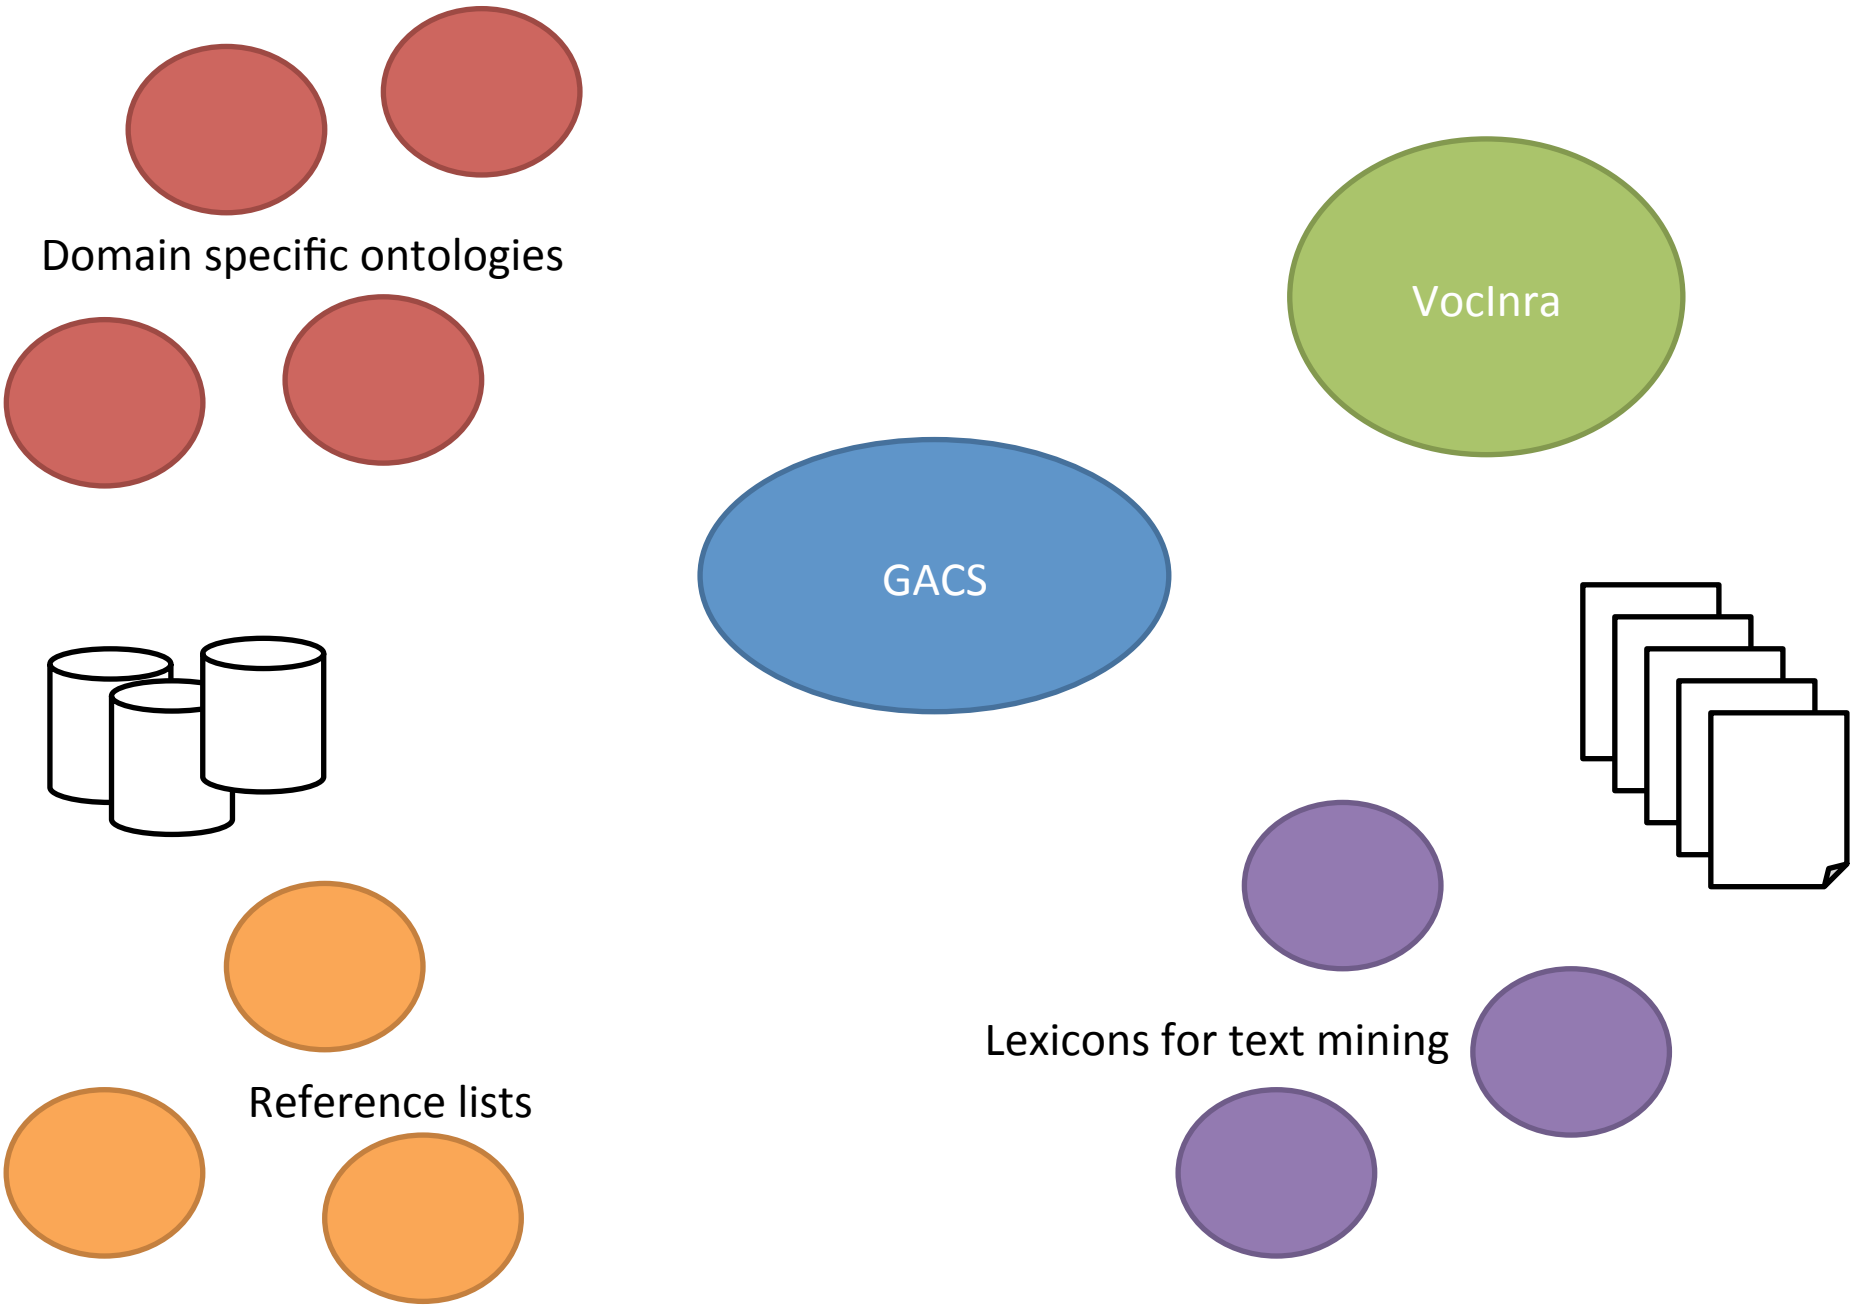 Domain specific ontologies
VocInra
GACS
Lexicons for text mining
Reference lists